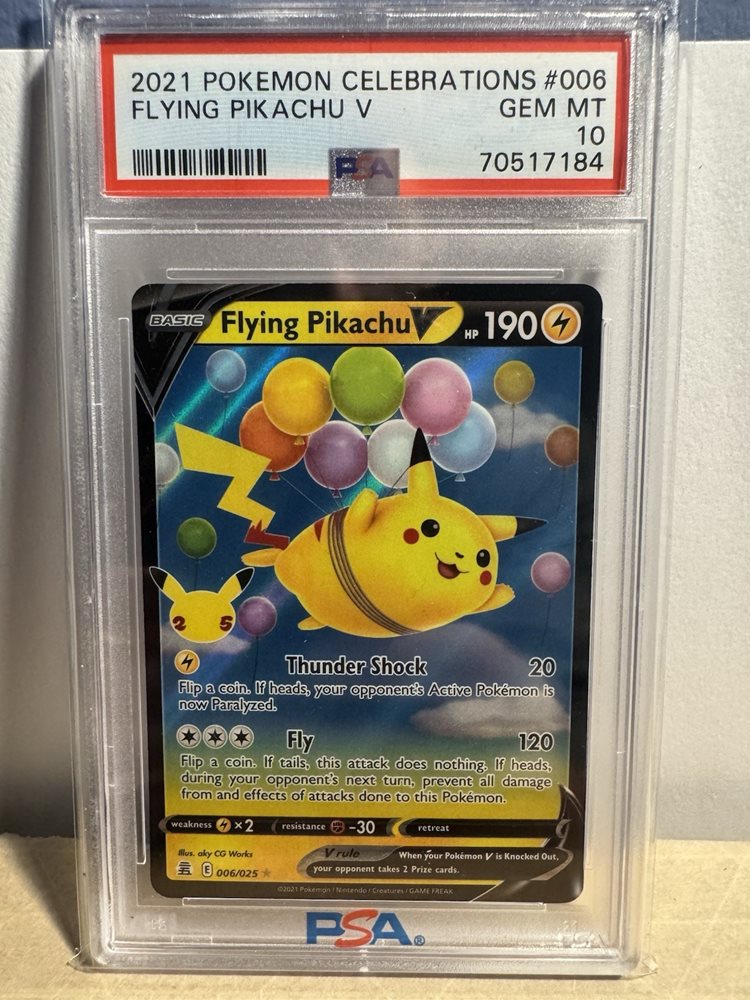 2021 POKEMON CELEBRATIONS #006
FLYING PIKACHU V GEM MT
10
PSA 70517184
BASIC Flying Pikachu V HP 190
25
Thunder Shock 20
Flip a coin. If heads, your opponent's Active Pokémon is
now Paralyzed.
Fly 120
Flip a coin. If tails, this attack does nothing. If heads,
during your opponent's next turn, prevent all damage
from and effects of attacks done to this Pokémon.
weakness ×2 resistance -30 retreat
Illus. aky CG Works
V rule When your Pokémon V is Knocked Out,
your opponent takes 2 Prize cards.
E 006/025
©2021 Pokémon / Nintendo / Creatures / GAME FREAK
PSA®